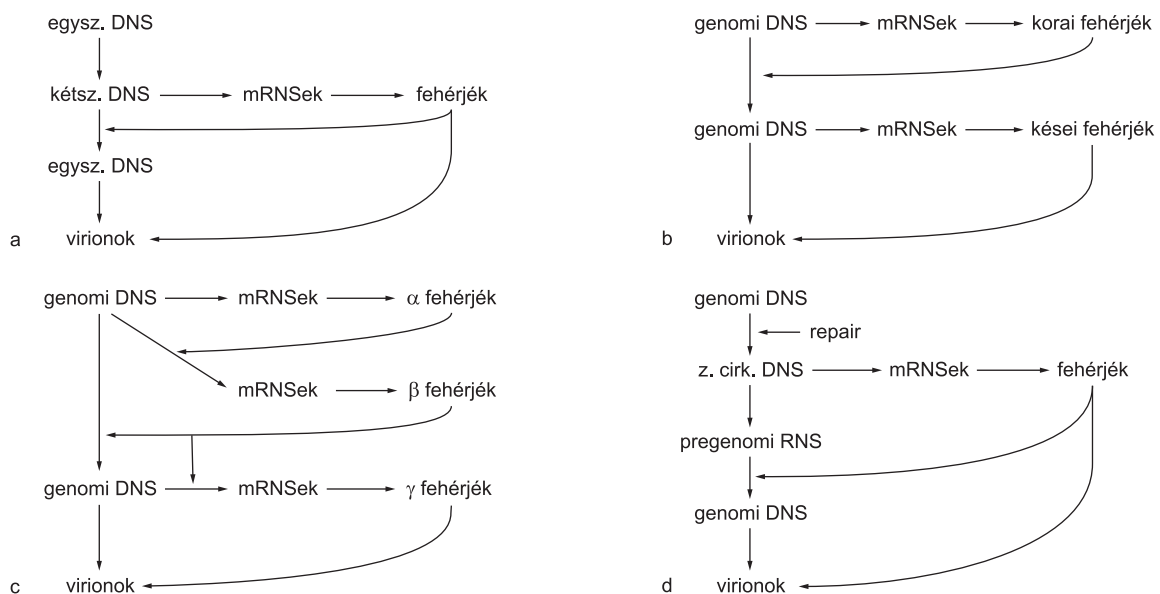 egysz. DNS
kétsz. DNS mRNSek fehérjék
egysz. DNS
a virionok
genomi DNS mRNSek korai fehérjék
genomi DNS mRNSek kései fehérjék
b virionok
genomi DNS mRNSek α fehérjék
mRNSek β fehérjék
genomi DNS mRNSek γ fehérjék
c virionok
genomi DNS
repair
z. cirk. DNS mRNSek fehérjék
pregenomi RNS
genomi DNS
d virionok